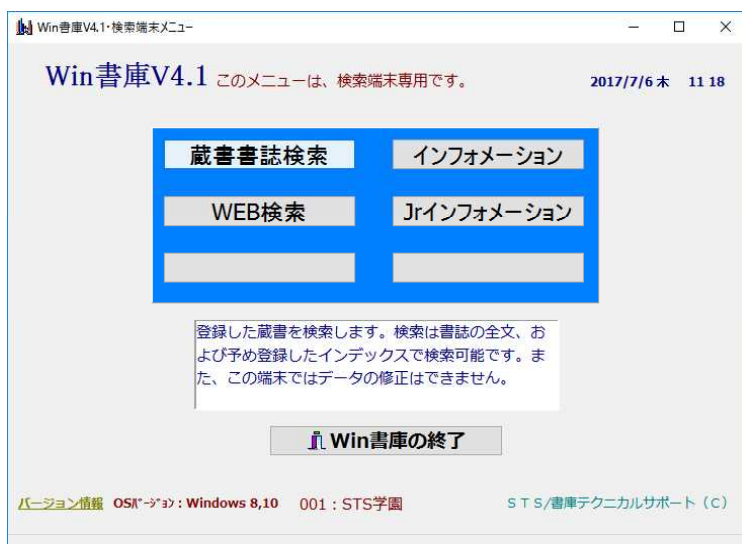 Win書庫V4.1・検索端末メニュー
Win書庫V4.1 このメニューは、検索端末専用です。 2017/7/6 木 11 18
蔵書書誌検索 インフォメーション
WEB検索 Jrインフォメーション
登録した蔵書を検索します。検索は書誌の全文、お
よび予め登録したインデックスで検索可能です。ま
た、この端末ではデータの修正はできません。
Win書庫の終了
バージョン情報 OSﾊﾞｰｼﾞｮﾝ：Windows 8,10 001：STS学園 ＳＴＳ/書庫テクニカルサポート（C）